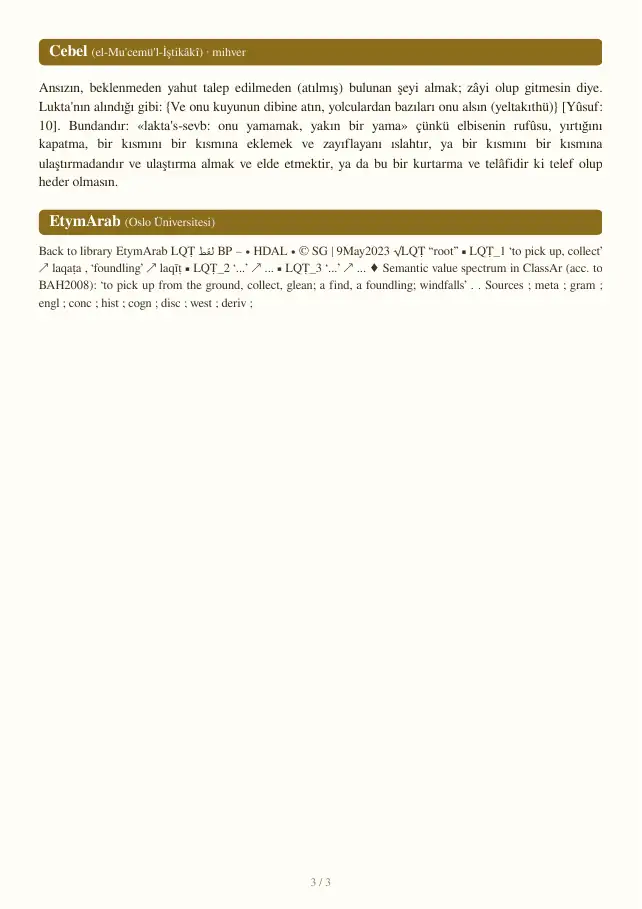 Cebel (el-Mu'cemü'l-İştikâkî) · mihver
Ansızın, beklenmeden yahut talep edilmeden (atılmış) bulunan şeyi almak; zâyi olup gitmesin diye.
Lukta'nın alındığı gibi: {Ve onu kuyunun dibine atın, yolculardan bazıları onu alsın (yeltakıthü)} [Yûsuf:
10]. Bundandır: «lakta's-sevb: onu yamamak, yakın bir yama» çünkü elbisenin rufûsu, yırtığını
kapatma, bir kısmını bir kısmına eklemek ve zayıflayanı ıslahtır, ya bir kısmını bir kısmına
ulaştırmadandır ve ulaştırma almak ve elde etmektir, ya da bu bir kurtarma ve telâfidir ki telef olup
heder olmasın.
EtymArab (Oslo Üniversitesi)
Back to library EtymArab LQṬ لقط BP – • HDAL • © SG | 9May2023 √LQṬ “root” ▪ LQṬ_1 ‘to pick up, collect’
↗ laqaṭa , ‘foundling’ ↗ laqīṭ ▪ LQṬ_2 ‘...’ ↗ ... ▪ LQṬ_3 ‘...’ ↗ ... ♦ Semantic value spectrum in ClassAr (acc. to
BAH2008): ‘to pick up from the ground, collect, glean; a find, a foundling; windfalls’ . . Sources ; meta ; gram ;
engl ; conc ; hist ; cogn ; disc ; west ; deriv ;
3 / 3